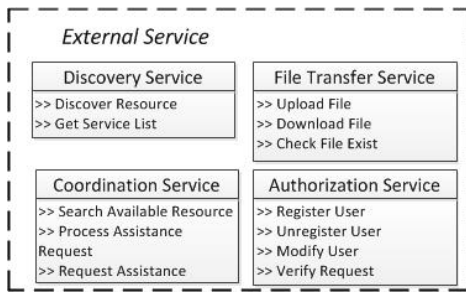 External Service
Discovery Service
>> Discover Resource
>> Get Service List
File Transfer Service
>> Upload File
>> Download File
>> Check File Exist
Coordination Service
>> Search Available Resource
>> Process Assistance
Request
>> Request Assistance
Authorization Service
>> Register User
>> Unregister User
>> Modify User
>> Verify Request